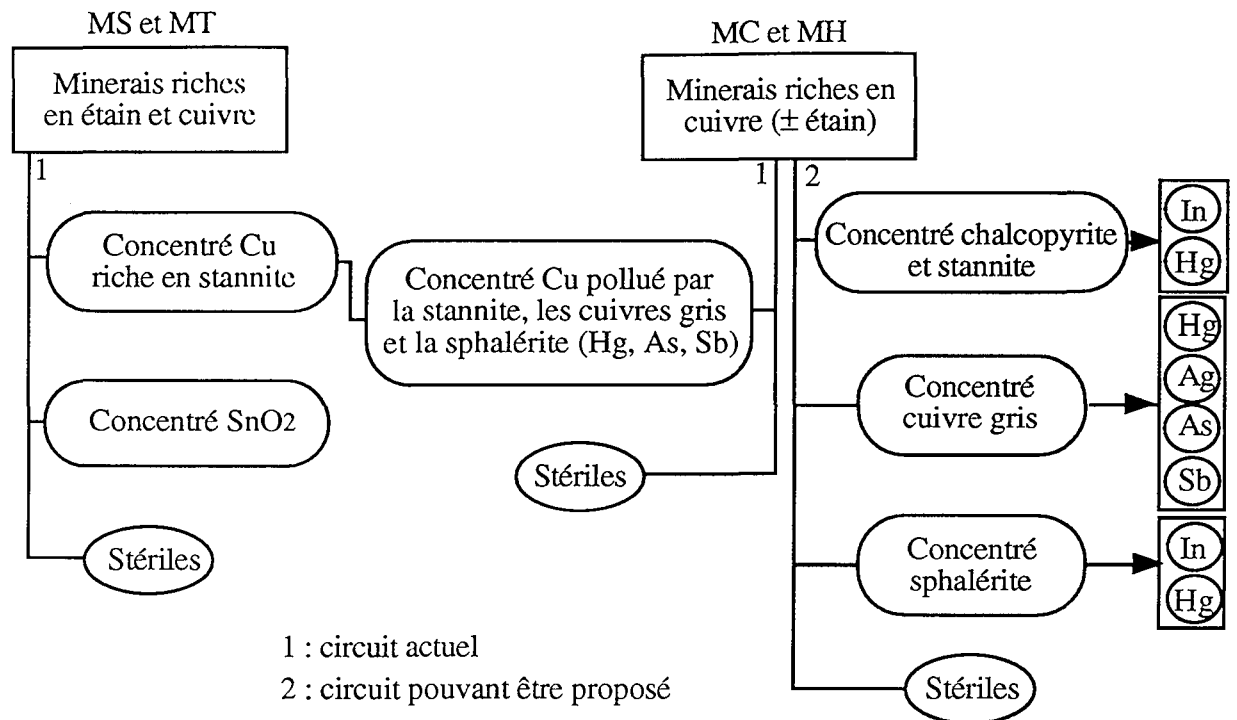 MS et MT
Minerais riches
en étain et cuivre
1
Concentré Cu
riche en stannite
Concentré SnO2
Stériles
Concentré Cu pollué par
la stannite, les cuivres gris
et la sphalérite (Hg, As, Sb)
Stériles
MC et MH
Minerais riches en
cuivre (± étain)
1
2
Concentré chalcopyrite
et stannite
In
Hg
Concentré
cuivre gris
Hg
Ag
As
Sb
Concentré
sphalérite
In
Hg
Stériles
1 : circuit actuel
2 : circuit pouvant être proposé